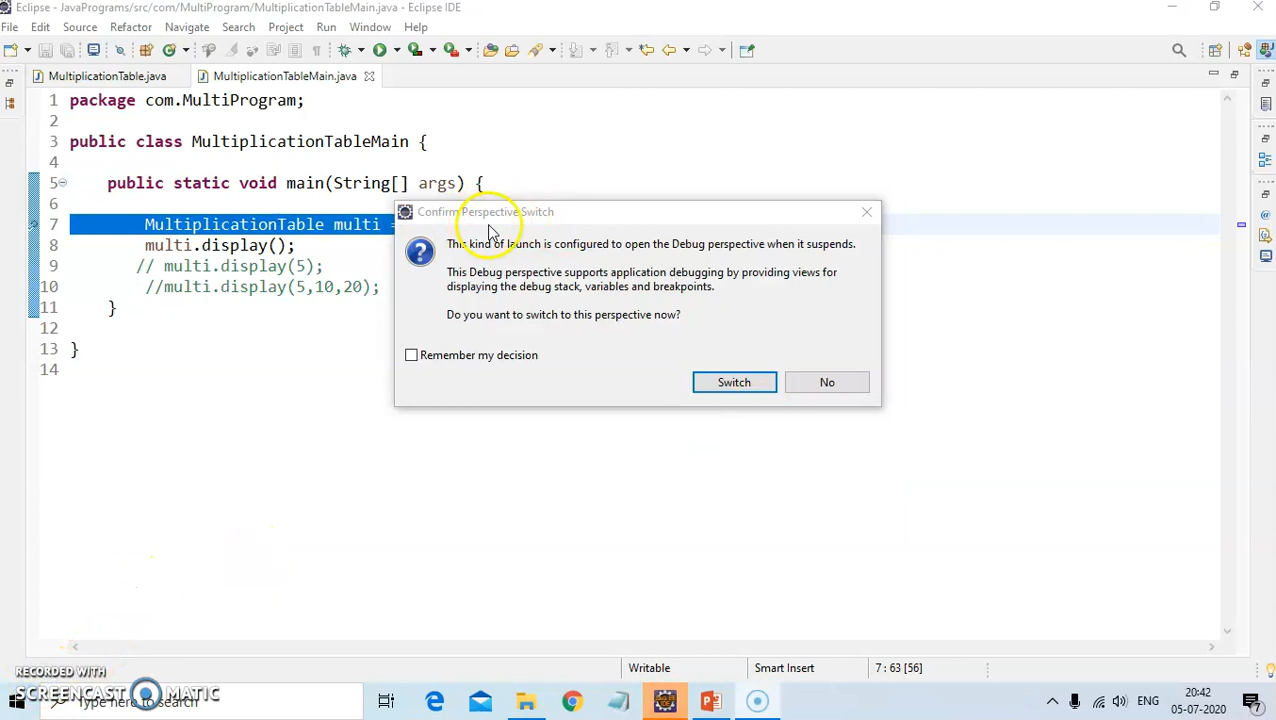 Eclipse - JavaPrograms/src/com/MultiProgram/MultiplicationTableMain.java - Eclipse IDE
File Edit Source Refactor Navigate Search Project Run Window Help
MultiplicationTable.java MultiplicationTableMain.java
1 package com.MultiProgram;
2
3 public class MultiplicationTableMain {
4
5 public static void main(String[] args) {
6
7 MultiplicationTable multi =
8 multi.display();
9 // multi.display(5);
10 //multi.display(5,10,20);
11 }
12
13 }
14
Confirm Perspective Switch
This kind of launch is configured to open the Debug perspective when it suspends.
This Debug perspective supports application debugging by providing views for
displaying the debug stack, variables and breakpoints.
Do you want to switch to this perspective now?
Remember my decision
Switch No
Writable Smart Insert 7 : 63 [56]
RECORDED WITH
SCREENCAST MATIC
Type here to search
ENG
20:42
05-07-2020
7